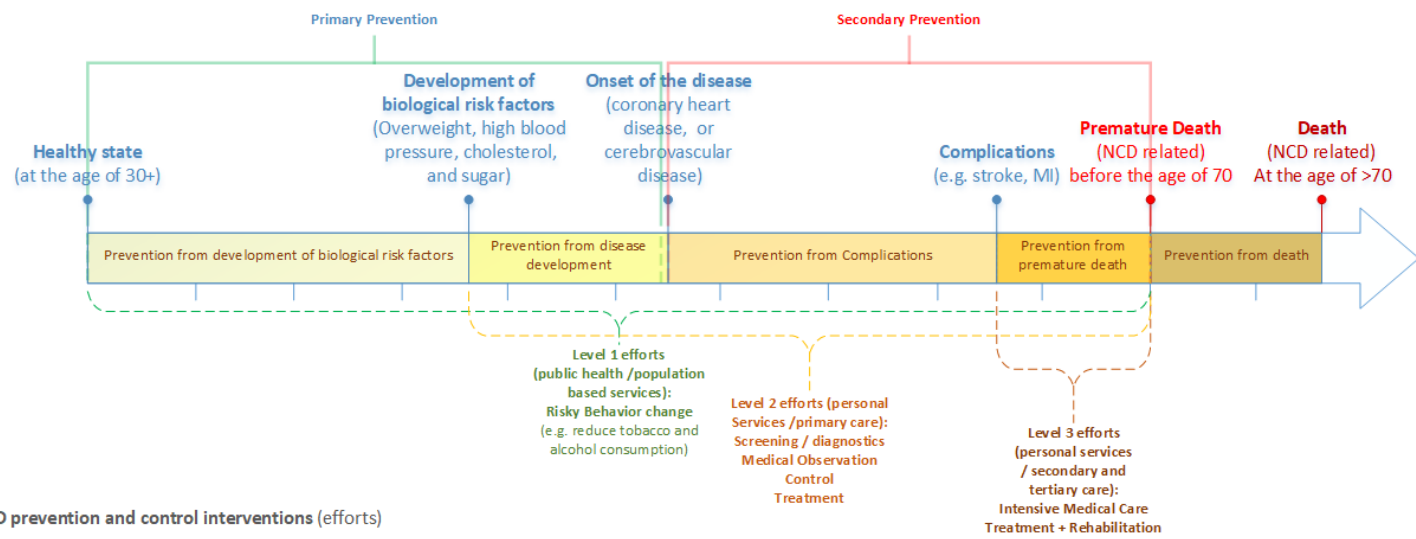 Primary Prevention
Secondary Prevention
Healthy state
(at the age of 30+)
Development of
biological risk factors
(Overweight, high blood
pressure, cholesterol,
and sugar)
Onset of the disease
(coronary heart
disease, or
cerebrovascular
disease)
Complications
(e.g. stroke, MI)
Premature Death
(NCD related)
before the age of 70
Death
(NCD related)
At the age of >70
Prevention from development of biological risk factors
Prevention from disease
development
Prevention from Complications
Prevention from
premature death
Prevention from death
Level 1 efforts
(public health /population
based services):
Risky Behavior change
(e.g. reduce tobacco and
alcohol consumption)
Level 2 efforts (personal
Services /primary care):
Screening / diagnostics
Medical Observation
Control
Treatment
Level 3 efforts
(personal services
/ secondary and
tertiary care):
Intensive Medical Care
Treatment + Rehabilitation
prevention and control interventions (efforts)